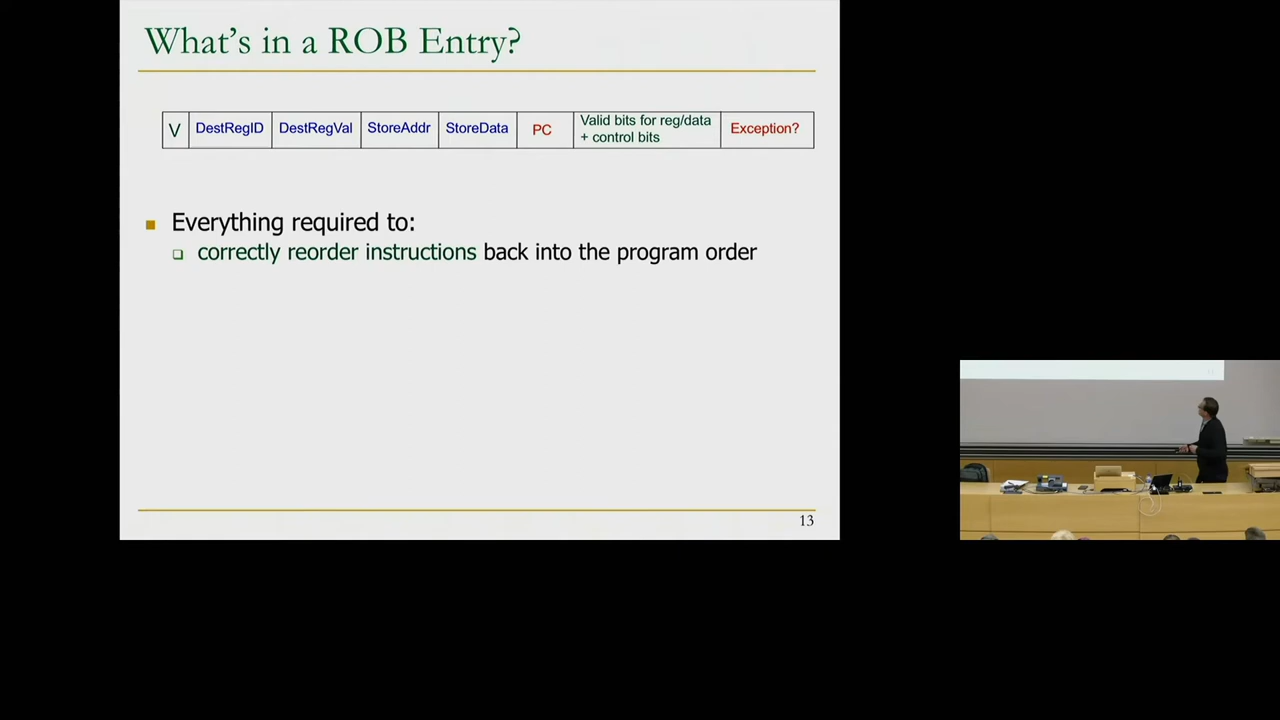 What's in a ROB Entry?
V DestRegID DestRegVal StoreAddr StoreData PC Valid bits for reg/data + control bits Exception?
Everything required to:
correctly reorder instructions back into the program order
13